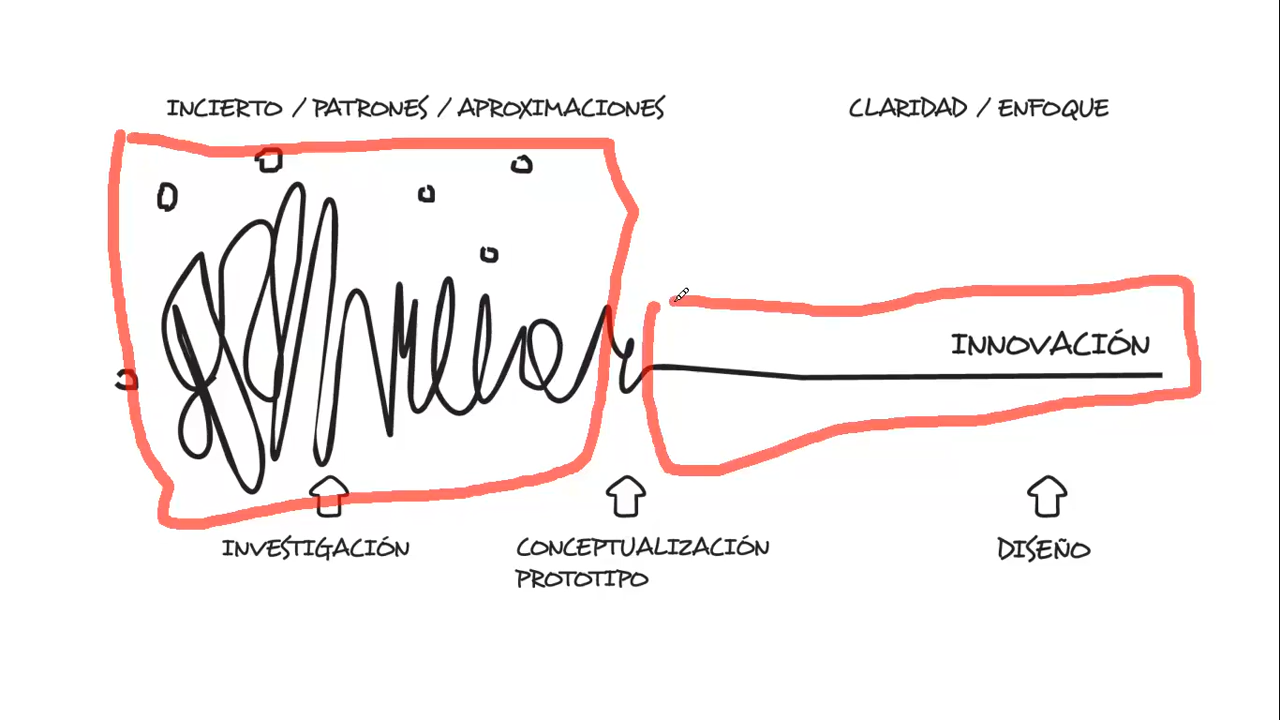 INCIERTO / PATRONES / APROXIMACIONES
CLARIDAD / ENFOQUE
INNOVACIÓN
INVESTIGACIÓN
CONCEPTUALIZACIÓN
PROTOTIPO
DISEÑO